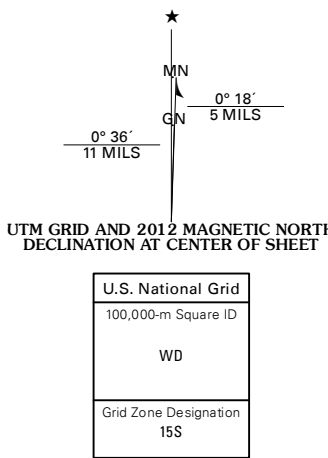 ★
MN
0° 18´
5 MILS
GN
0° 36´
11 MILS
UTM GRID AND 2012 MAGNETIC NORTH
DECLINATION AT CENTER OF SHEET
U.S. National Grid
100,000-m Square ID
WD
Grid Zone Designation
15S